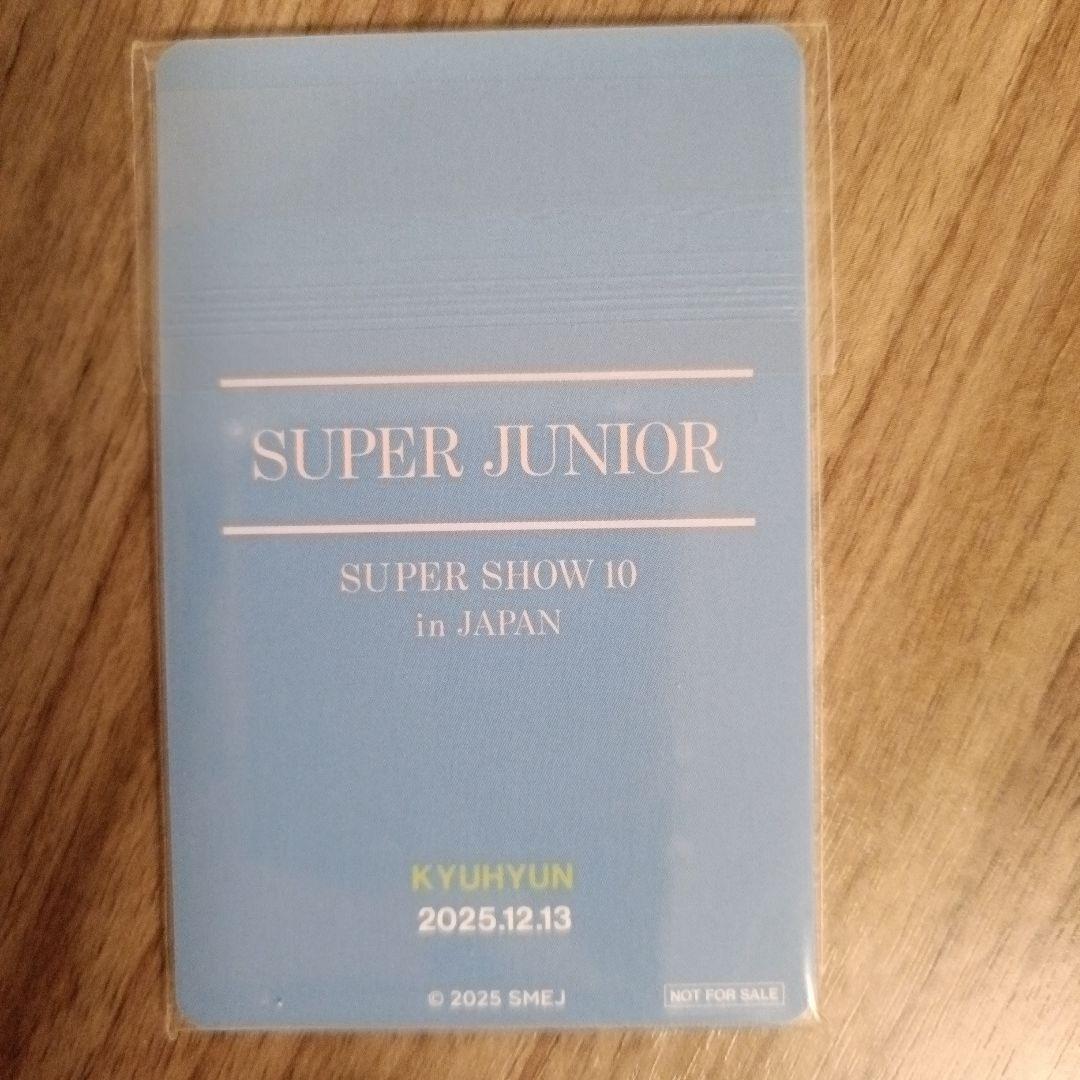 SUPER JUNIOR
SUPER SHOW 10
in JAPAN
KYUHYUN
2025.12.13
© 2025 SMEJ
NOT FOR SALE